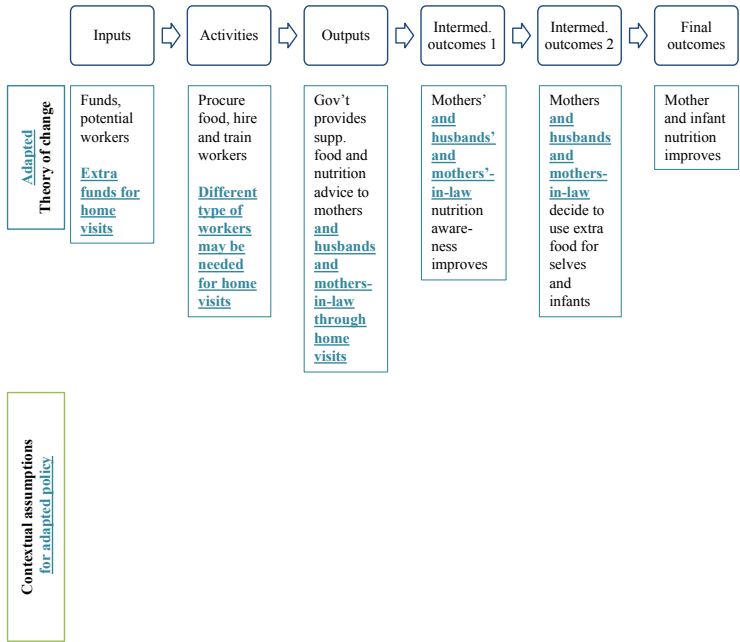 Inputs
Activities
Outputs
Intermed.
outcomes 1
Intermed.
outcomes 2
Final
outcomes
Adapted
Theory of change
Funds,
potential
workers
Extra
funds for
home
visits
Procure
food, hire
and train
workers
Different
type of
workers
may be
needed
for home
visits
Gov't
provides
supp.
food and
nutrition
advice to
mothers
and
husbands
and
mothers-
in-law
through
home
visits
Mothers'
and
husbands'
and
mothers'-
in-law
nutrition
aware-
ness
improves
Mothers
and
husbands
and
mothers-
in-law
decide to
use extra
food for
selves
and
infants
Mother
and infant
nutrition
improves
Contextual assumptions
for adapted policy